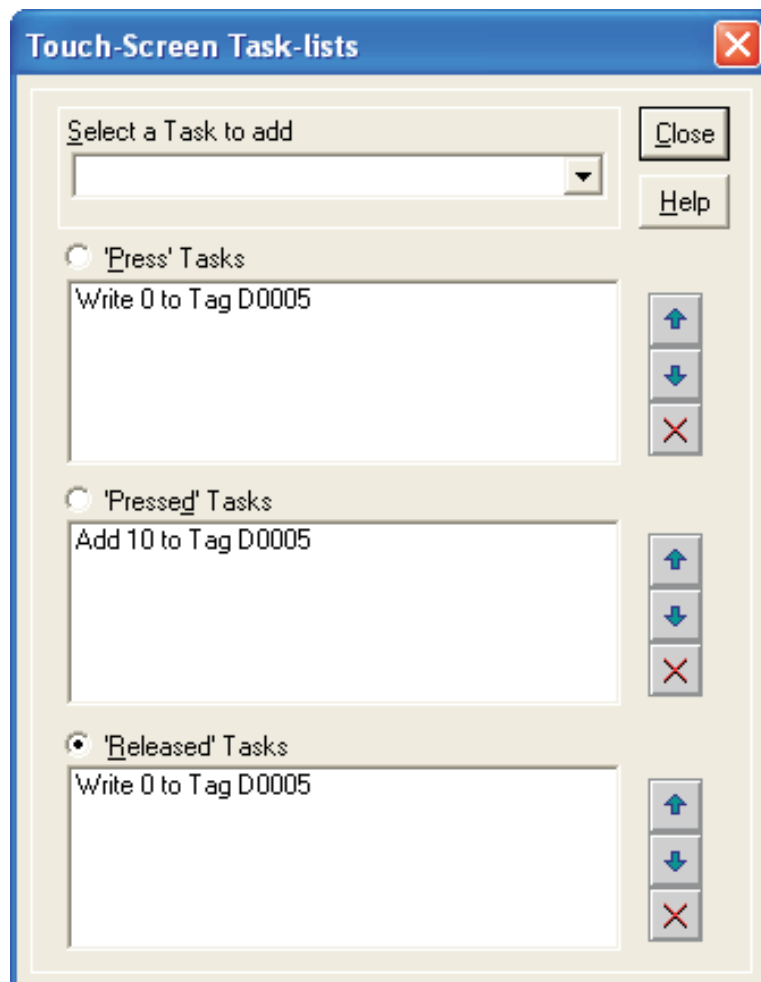 Touch-Screen Task-lists
Select a Task to add
Close
Help
'Press' Tasks
Write 0 to Tag D0005
'Pressed' Tasks
Add 10 to Tag D0005
'Released' Tasks
Write 0 to Tag D0005